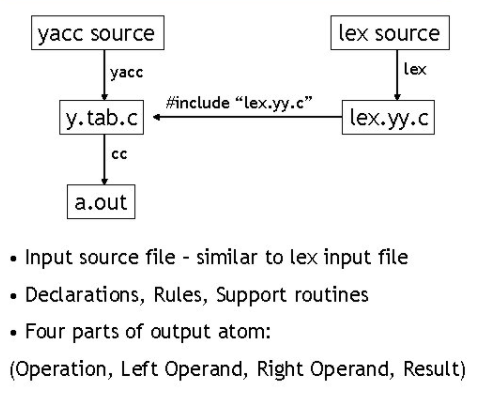 yacc source
lex source
yacc
lex
#include “lex.yy.c”
y.tab.c
lex.yy.c
cc
a.out
• Input source file - similar to lex input file
• Declarations, Rules, Support routines
• Four parts of output atom:
(Operation, Left Operand, Right Operand, Result)